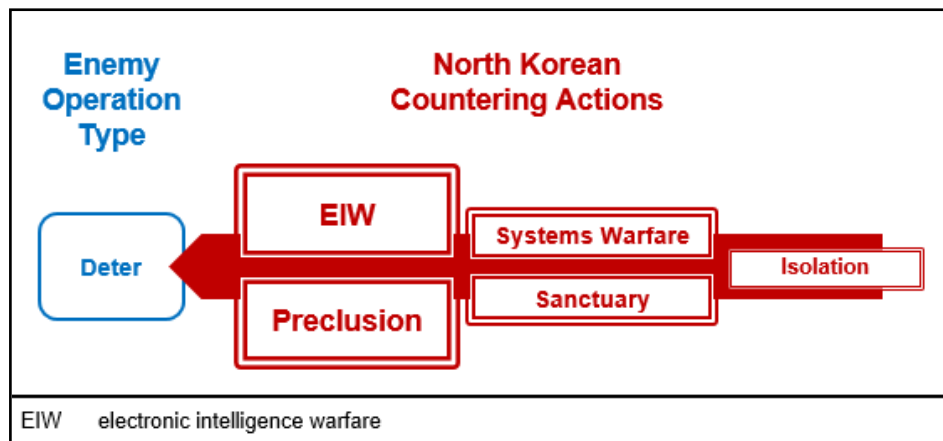 Enemy
Operation
Type
North Korean
Countering Actions
Deter
EIW
Preclusion
Systems Warfare
Sanctuary
Isolation
EIW electronic intelligence warfare